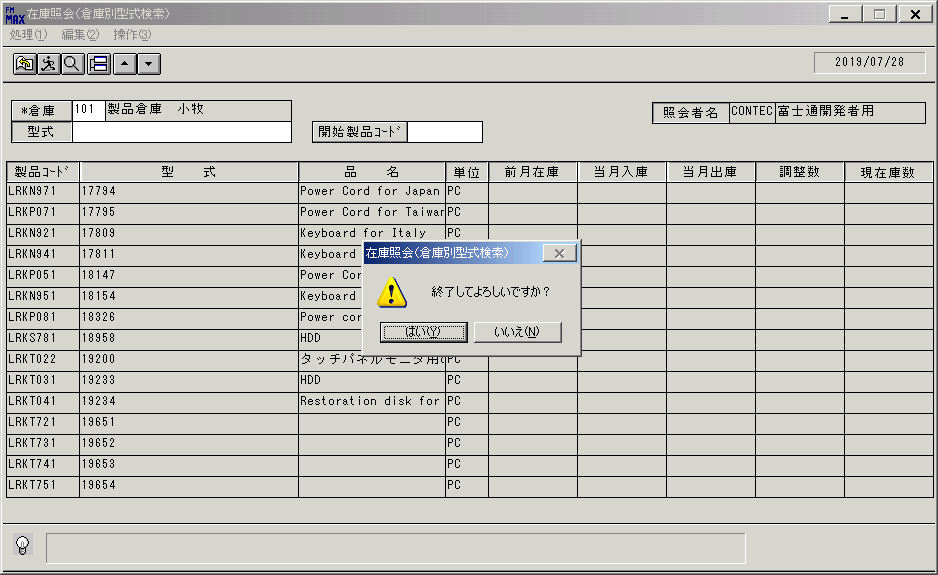 FM MAX 在庫照会(倉庫別型式検索)
処理(1) 編集(2) 操作(3)
2019/07/28
*倉庫 101 製品倉庫 小牧
照会者名 CONTEC 富士通開発者用
型式 開始製品コード
製品コード 型 式 品 名 単位 前月在庫 当月入庫 当月出庫 調整数 現在庫数
LRKN971 17794 Power Cord for Japan PC
LRKP071 17795 Power Cord for Taiwan PC
LRKN921 17809 Keyboard for Italy PC
LRKN941 17811 Keyboard
LRKP051 18147 Power Cor
LRKN951 18154 Keyboard
LRKP081 18326 Power cor
LRKS781 18958 HDD
LRKT022 19200 タッチパネルモニタ用 PC
LRKT031 19233 HDD PC
LRKT041 19234 Restoration disk for PC
LRKT721 19651 PC
LRKT731 19652 PC
LRKT741 19653 PC
LRKT751 19654 PC
在庫照会(倉庫別型式検索)
終了してよろしいですか?
はい(Y) いいえ(N)